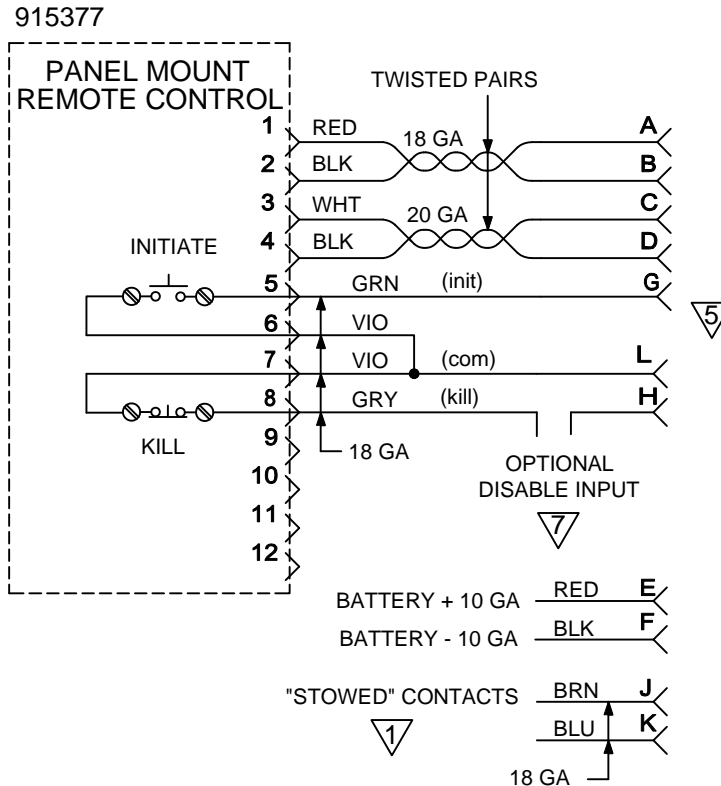 915377
PANEL MOUNT
REMOTE CONTROL
TWISTED PAIRS
1 RED 18 GA A
2 BLK B
3 WHT 20 GA C
4 BLK D
INITIATE
5 GRN (init) G
5
6 VIO
7 VIO (com) L
8 GRY (kill) H
KILL
9
18 GA
10
OPTIONAL
DISABLE INPUT
11
7
12
BATTERY + 10 GA RED E
BATTERY - 10 GA BLK F
"STOWED" CONTACTS BRN J
1
BLU K
18 GA